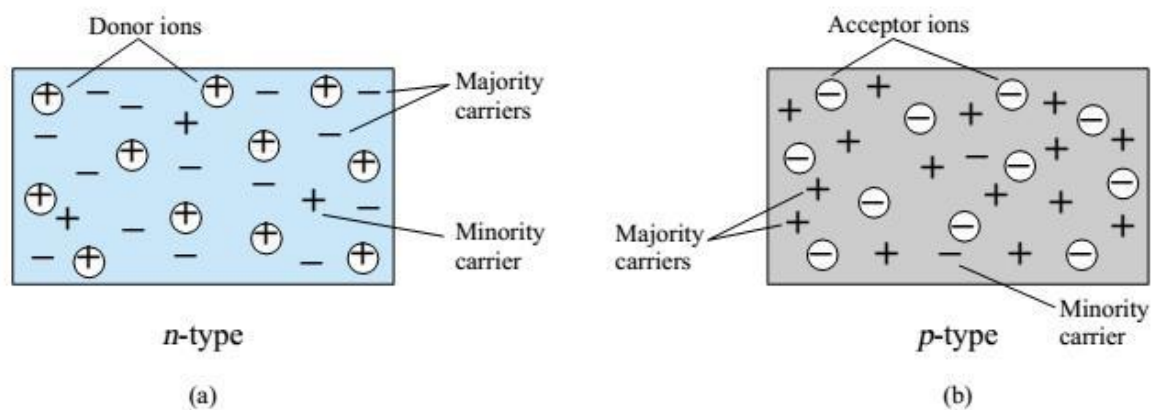 Donor ions
Majority
carriers
Minority
carrier
n-type
(a)
Acceptor ions
Majority
carriers
Minority
carrier
p-type
(b)